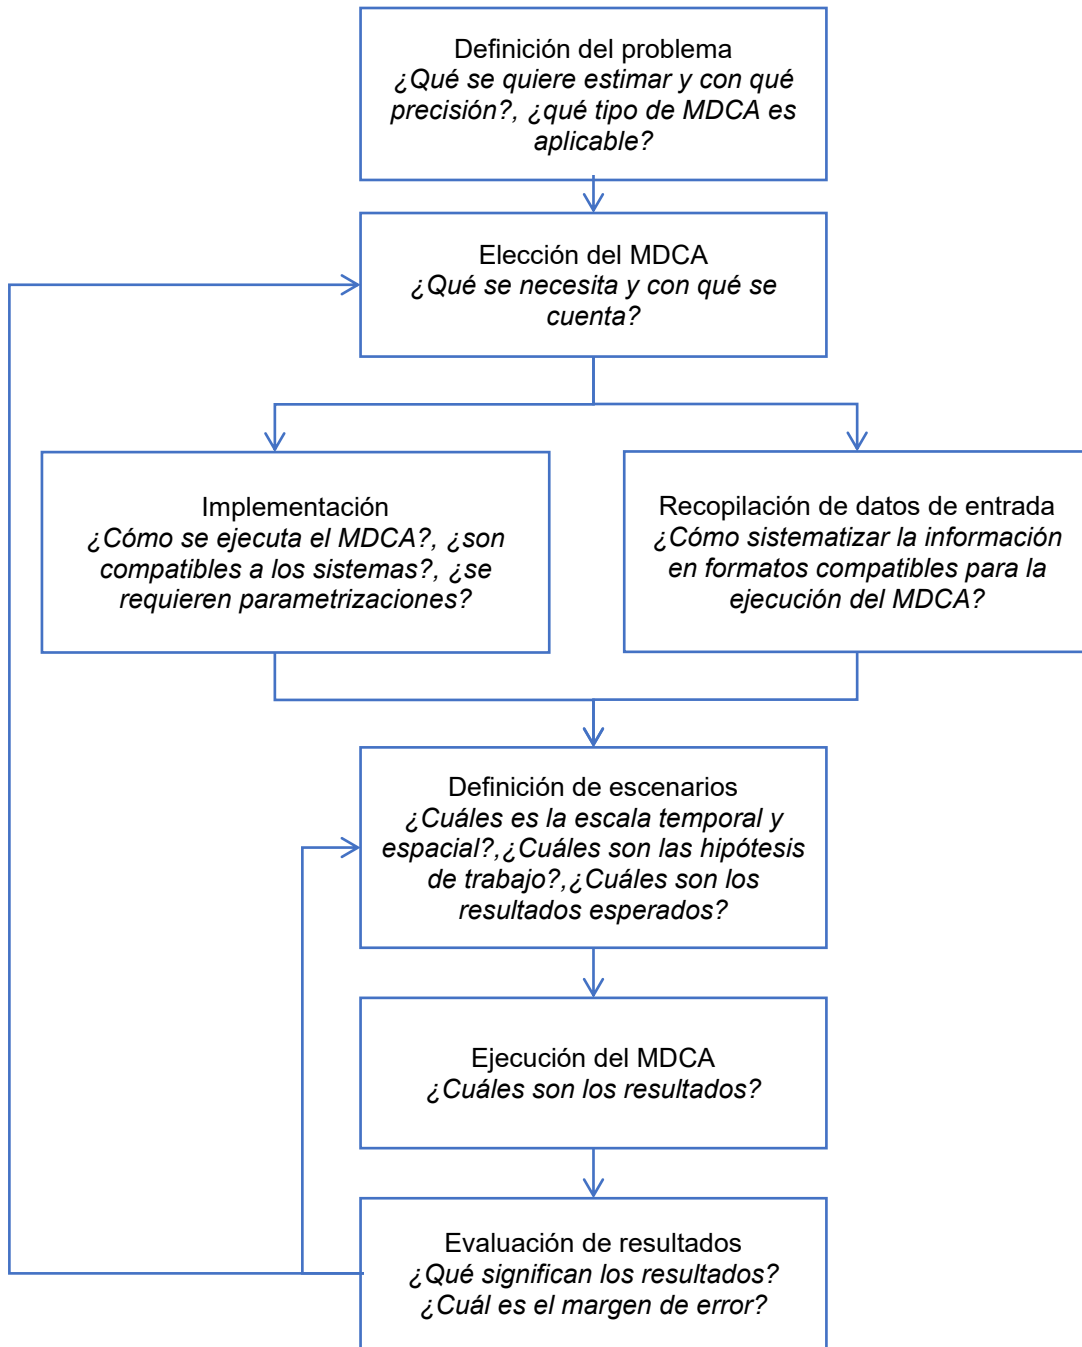 Definición del problema
¿Qué se quiere estimar y con qué
precisión?, ¿qué tipo de MDCA es
aplicable?
Elección del MDCA
¿Qué se necesita y con qué se
cuenta?
Implementación
¿Cómo se ejecuta el MDCA?, ¿son
compatibles a los sistemas?, ¿se
requieren parametrizaciones?
Recopilación de datos de entrada
¿Cómo sistematizar la información
en formatos compatibles para la
ejecución del MDCA?
Definición de escenarios
¿Cuáles es la escala temporal y
espacial?,¿Cuáles son las hipótesis
de trabajo?,¿Cuáles son los
resultados esperados?
Ejecución del MDCA
¿Cuáles son los resultados?
Evaluación de resultados
¿Qué significan los resultados?
¿Cuál es el margen de error?